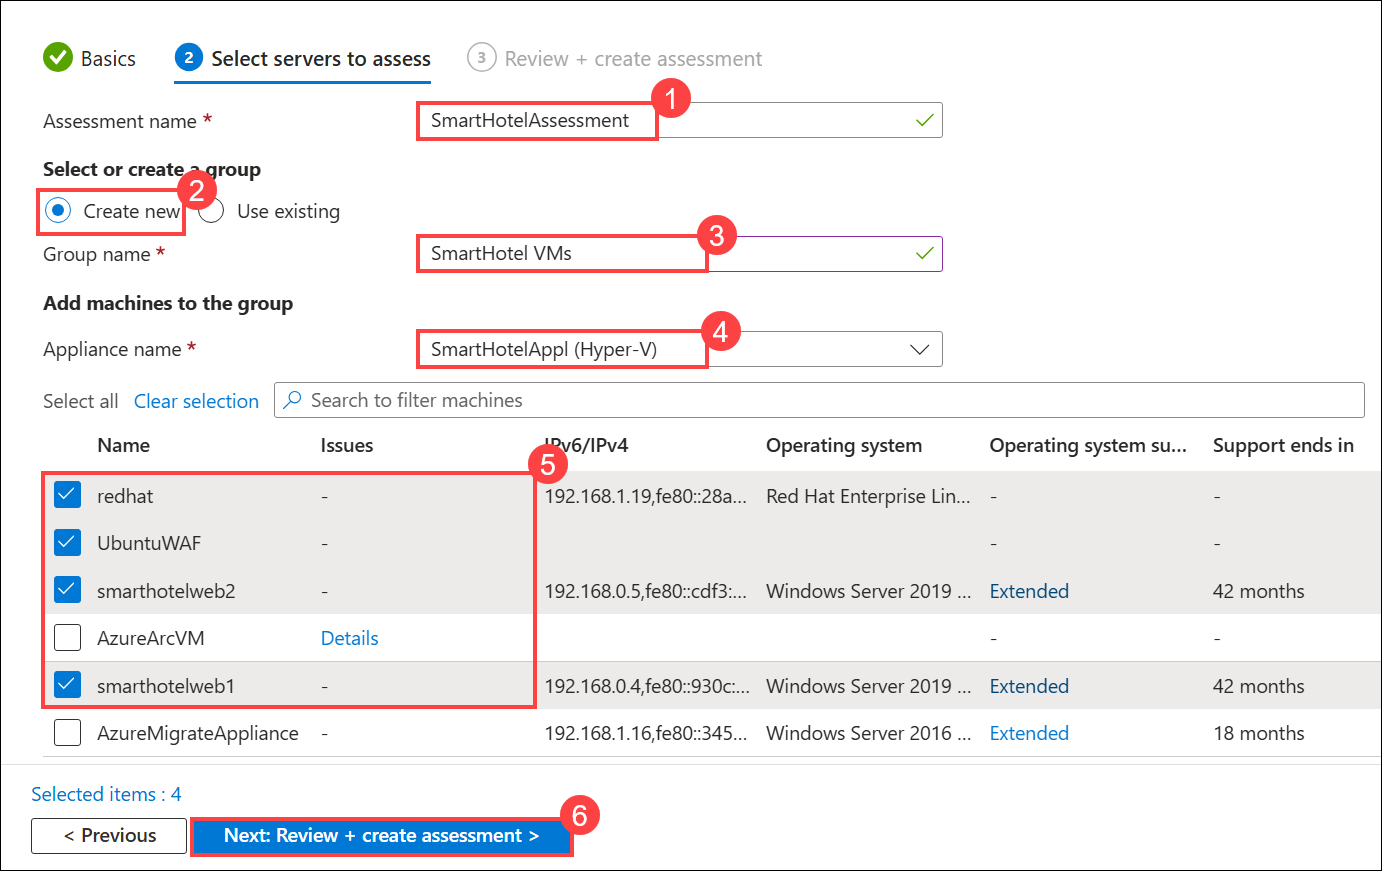 Basics 2 Select servers to assess 3 Review + create assessment
1
Assessment name * SmartHotelAssessment
Select or create a group
2
Create new Use existing
3
Group name * SmartHotel VMs
Add machines to the group
4
Appliance name * SmartHotelAppl (Hyper-V)
Select all Clear selection Search to filter machines
Name Issues IPv6/IPv4 Operating system Operating system su... Support ends in
5
redhat - 192.168.1.19,fe80::28a... Red Hat Enterprise Lin... - -
UbuntuWAF - - -
smarthotelweb2 - 192.168.0.5,fe80::cdf3:... Windows Server 2019 ... Extended 42 months
AzureArcVM Details - -
smarthotelweb1 - 192.168.0.4,fe80::930c:... Windows Server 2019 ... Extended 42 months
AzureMigrateAppliance - 192.168.1.16,fe80::345... Windows Server 2016 ... Extended 18 months
Selected items : 4
6
< Previous Next: Review + create assessment >